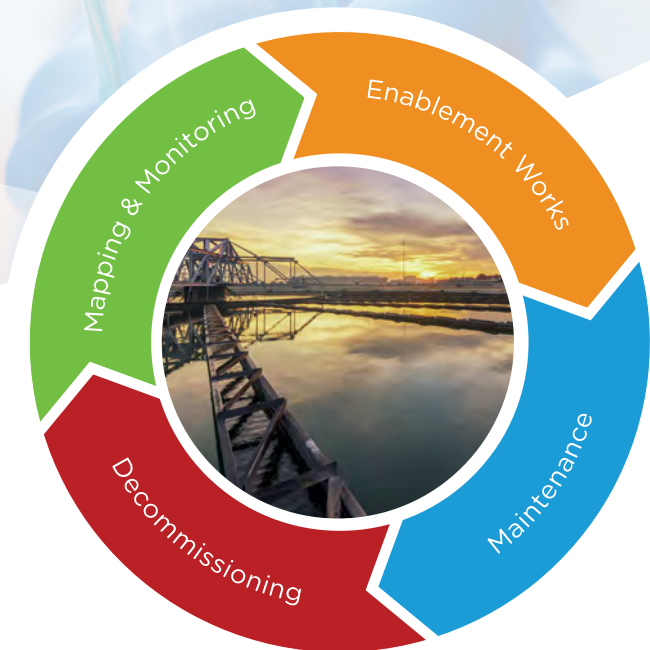 Mapping & Monitoring
Enablement Works
Maintenance
Decommissioning